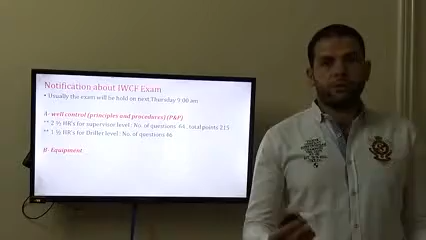 Notification about IWCF Exam
• Usually the exam will be hold on next,Thursday 9:00 am
A- well control (principles and procedures) (P&P)
** 2 ½ HR's for supervisor level : No. of questions 64 , total points 215
** 1 ½ HR's for Driller level : No. of questions 46
B- Equipment